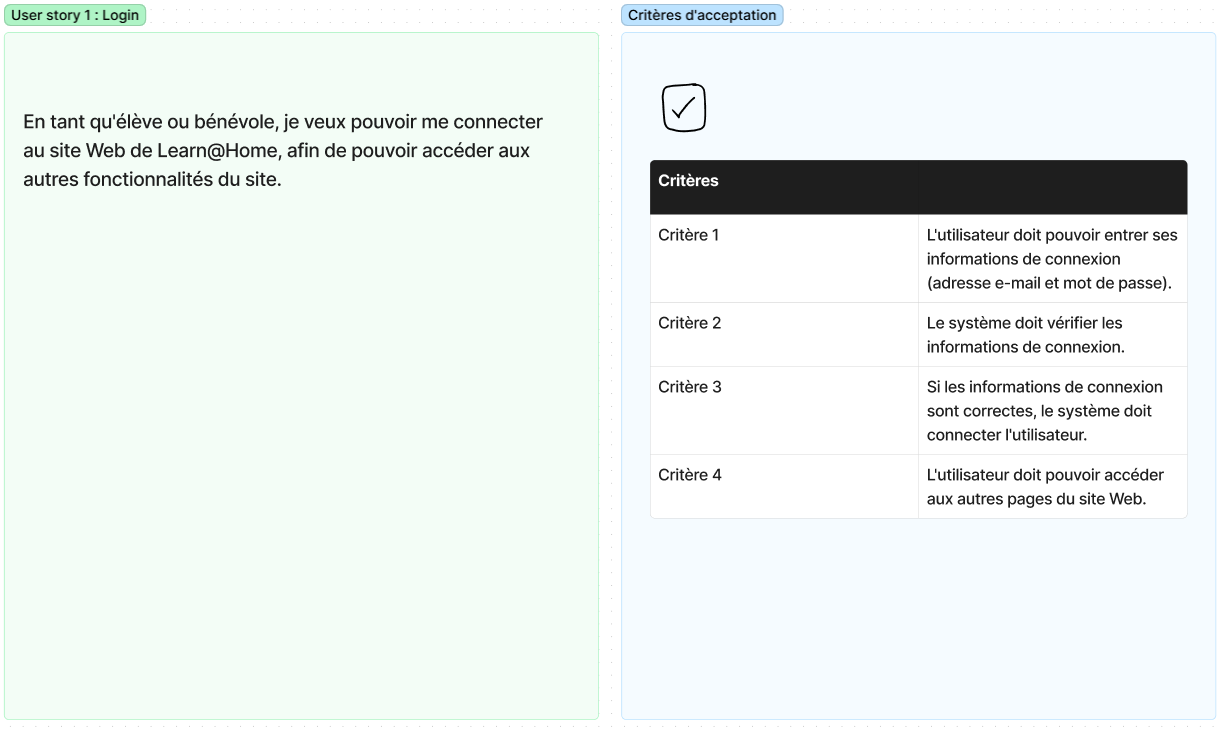 User story 1 : Login
En tant qu'élève ou bénévole, je veux pouvoir me connecter
au site Web de Learn@Home, afin de pouvoir accéder aux
autres fonctionnalités du site.
Critères d'acceptation
Critères
Critère 1
L'utilisateur doit pouvoir entrer ses
informations de connexion
(adresse e-mail et mot de passe).
Critère 2
Le système doit vérifier les
informations de connexion.
Critère 3
Si les informations de connexion
sont correctes, le système doit
connecter l'utilisateur.
Critère 4
L'utilisateur doit pouvoir accéder
aux autres pages du site Web.